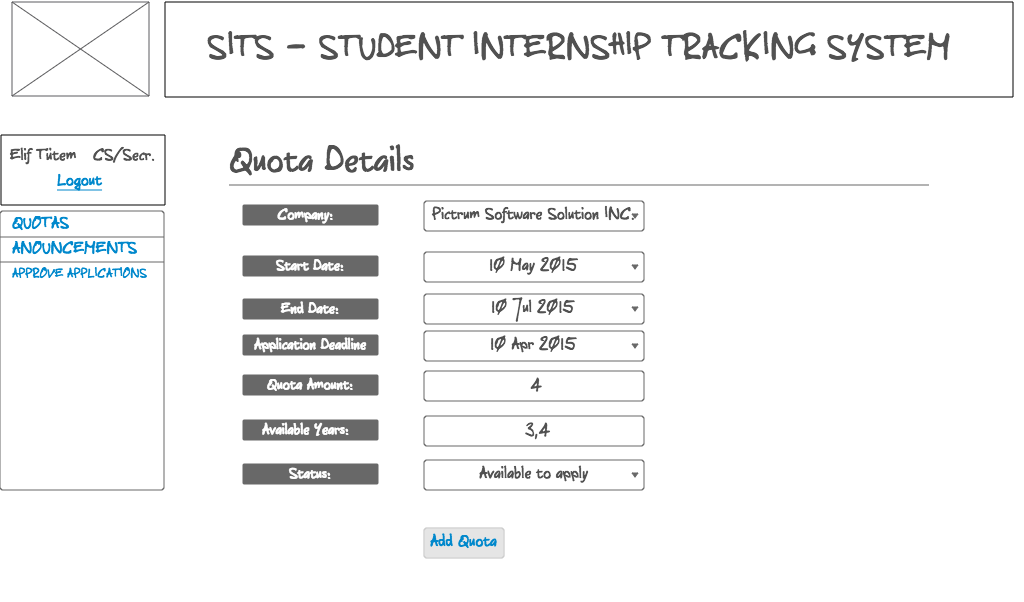 SITS - STUDENT INTERNSHIP TRACKING SYSTEM
Elif Tütem CS/Secr.
Logout
QUOTAS
ANOUNCEMENTS
APPROVE APPLICATIONS
Quota Details
Company: Pictrum Software Solution INC.
Start Date: 10 May 2015
End Date: 10 Jul 2015
Application Deadline 10 Apr 2015
Quota Amount: 4
Available Years: 3,4
Status: Available to apply
Add Quota